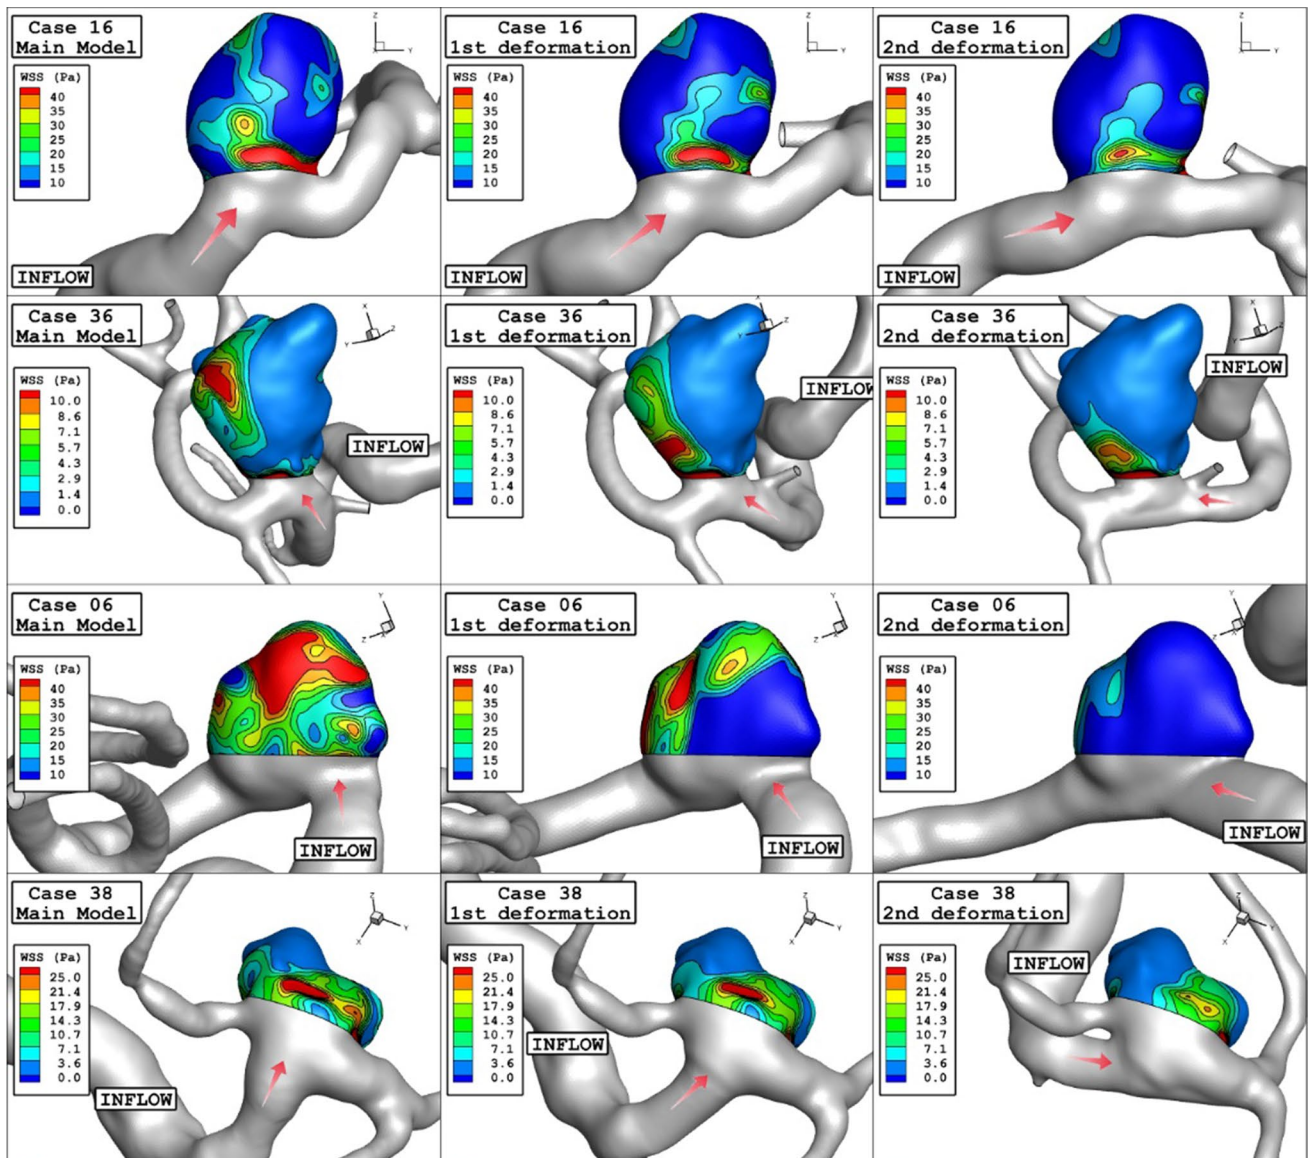 Case 16
Main Model
WSS (Pa)
40
35
30
25
20
15
10
INFLOW
Z
Y
Case 16
1st deformation
WSS (Pa)
40
35
30
25
20
15
10
INFLOW
Z
Y
Case 16
2nd deformation
WSS (Pa)
40
35
30
25
20
15
10
INFLOW
Z
Y
Case 36
Main Model
WSS (Pa)
10.0
8.6
7.1
5.7
4.3
2.9
1.4
0.0
INFLOW
X
Y
Z
Case 36
1st deformation
WSS (Pa)
10.0
8.6
7.1
5.7
4.3
2.9
1.4
0.0
INFLOW
X
Y
Z
Case 36
2nd deformation
WSS (Pa)
10.0
8.6
7.1
5.7
4.3
2.9
1.4
0.0
INFLOW
X
Y
Z
Case 06
Main Model
WSS (Pa)
40
35
30
25
20
15
10
INFLOW
Y
Z
Case 06
1st deformation
WSS (Pa)
40
35
30
25
20
15
10
INFLOW
Y
Z
Case 06
2nd deformation
WSS (Pa)
40
35
30
25
20
15
10
INFLOW
Y
Z
Case 38
Main Model
WSS (Pa)
25.0
21.4
17.9
14.3
10.7
7.1
3.6
0.0
INFLOW
Z
Y
X
Case 38
1st deformation
WSS (Pa)
25.0
21.4
17.9
14.3
10.7
7.1
3.6
0.0
INFLOW
Z
Y
X
Case 38
2nd deformation
WSS (Pa)
25.0
21.4
17.9
14.3
10.7
7.1
3.6
0.0
INFLOW
Z
Y
X